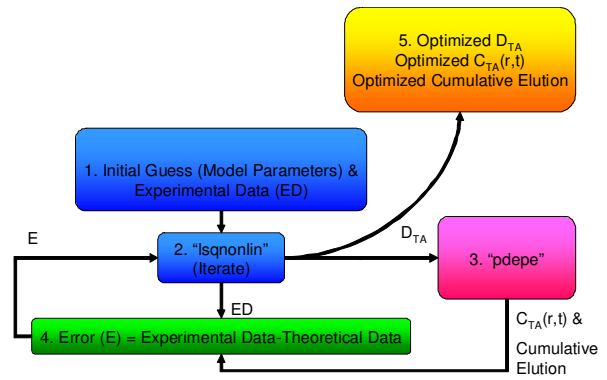 5. Optimized D_TA
Optimized C_TA(r,t)
Optimized Cumulative Elution
1. Initial Guess (Model Parameters) &
Experimental Data (ED)
E
2. "lsqnonlin"
(Iterate)
D_TA
3. "pdepe"
ED
4. Error (E) = Experimental Data-Theoretical Data
C_TA(r,t) &
Cumulative
Elution